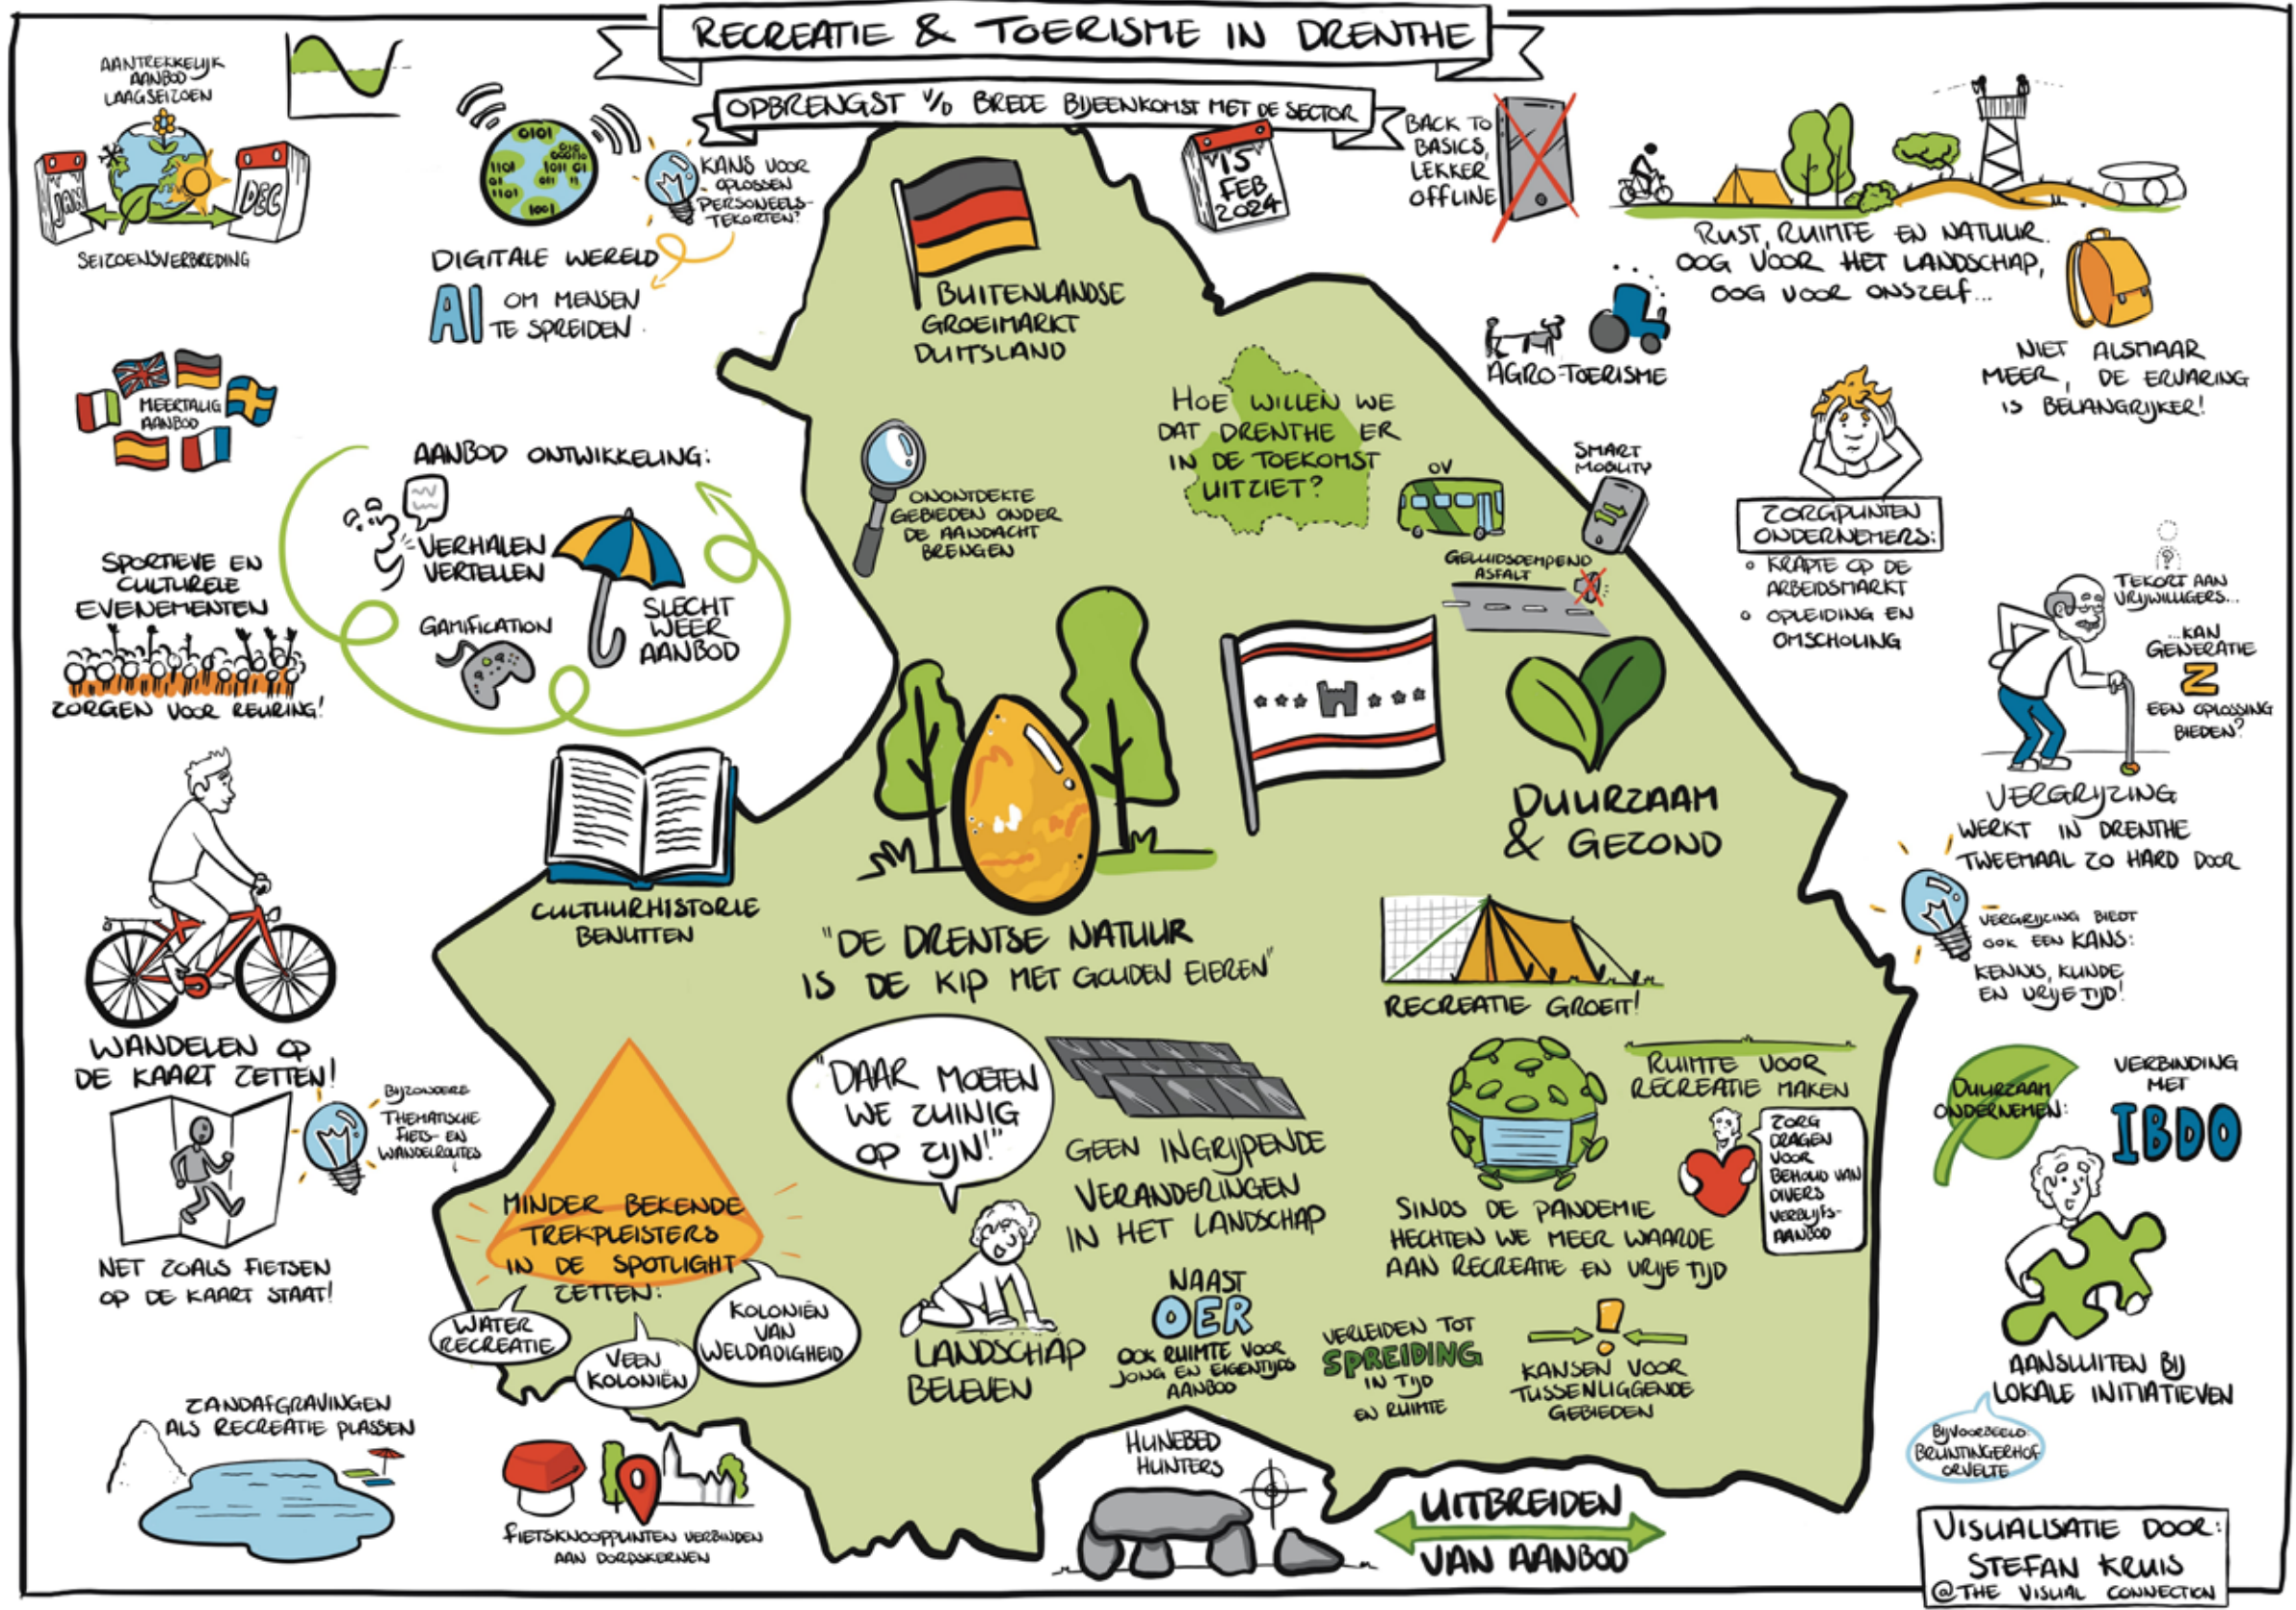 RECREATIE & TOERISME IN DRENTHE
OPBRENGST V/D BREDE BIJEENKOMST MET DE SECTOR
15
FEB
2024
AANTREKKELIJK
AANBOD
LAAGSEIZOEN
JAN
DEC
SEIZOENSVERBREDING
0101
010
000110
1101
1011 01
01
011
11
1101
1001
KANS VOOR
OPLOSSEN
PERSONEELS-
TEKORTEN?
DIGITALE WERELD
AI OM MENSEN
TE SPREIDEN.
MEERTALIG
AANBOD
AANBOD ONTWIKKELING:
VERHALEN
VERTELLEN
GAMIFICATION
SLECHT
WEER
AANBOD
SPORTIEVE EN
CULTURELE
EVENEMENTEN
ZORGEN VOOR REURING!
WANDELEN OP
DE KAART ZETTEN!
BIJZONDERE
THEMATISCHE
FIETS- EN
WANDELROUTES
NET ZOALS FIETSEN
OP DE KAART STAAT!
ZANDAFGRAVINGEN
ALS RECREATIE PLASSEN
FIETSKNOOPPUNTEN VERBINDEN
AAN DORPSKERNEN
BUITENLANDSE
GROEIMARKT
DUITSLAND
ONONTDEKTE
GEBIEDEN ONDER
DE AANDACHT
BRENGEN
HOE WILLEN WE
DAT DRENTHE ER
IN DE TOEKOMST
UITZIET?
OV
SMART
MOBILITY
GELUIDSDEMPEND
ASFALT
DUURZAAM
& GEZOND
CULTUURHISTORIE
BENUTTEN
"DE DRENTSE NATUUR
IS DE KIP MET GOUDEN EIEREN"
RECREATIE GROEIT!
"DAAR MOETEN
WE ZUINIG
OP ZIJN!"
LANDSCHAP
BELEVEN
GEEN INGRIJPENDE
VERANDERINGEN
IN HET LANDSCHAP
MINDER BEKENDE
TREKPLEISTERS
IN DE SPOTLIGHT
ZETTEN:
WATER
RECREATIE
VEEN
KOLONIËN
KOLONIËN
VAN
WELDADIGHEID
SINDS DE PANDEMIE
HECHTEN WE MEER WAARDE
AAN RECREATIE EN VRIJE TIJD
RUIMTE VOOR
RECREATIE MAKEN
ZORG
DRAGEN
VOOR
BEHOUD VAN
DIVERS
VERBLIJFS-
AANBOD
NAAST
OER
OOK RUIMTE VOOR
JONG EN EIGENTIJDS
AANBOD
VERLEIDEN TOT
SPREIDING
IN TIJD
EN RUIMTE
!
KANSEN VOOR
TUSSENLIGGENDE
GEBIEDEN
HUNEBED
HUNTERS
UITBREIDEN
VAN AANBOD
BACK TO
BASICS,
LEKKER
OFFLINE
RUST, RUIMTE EN NATUUR.
OOG VOOR HET LANDSCHAP,
OOG VOOR ONSZELF...
AGRO-TOERISME
NIET ALSMAAR
MEER, DE ERVARING
IS BELANGRIJKER!
ZORGPUNTEN
ONDERNEMERS:
KRAPTE OP DE
ARBEIDSMARKT
OPLEIDING EN
OMSCHOLING
?
TEKORT AAN
VRIJWILLIGERS...
...KAN
GENERATIE
Z
EEN OPLOSSING
BIEDEN?
VERGRIJZING
WERKT IN DRENTHE
TWEEMAAL ZO HARD DOOR
VERGRIJZING BIEDT
OOK EEN KANS:
KENNIS, KUNDE
EN VRIJE TIJD!
DUURZAAM
ONDERNEMEN:
VERBINDING
MET
IBDO
AANSLUITEN BIJ
LOKALE INITIATIEVEN
BIJVOORBEELD:
BRUNTINGERHOF
ORVELTE
VISUALISATIE DOOR:
STEFAN KRUIS
@ THE VISUAL CONNECTION